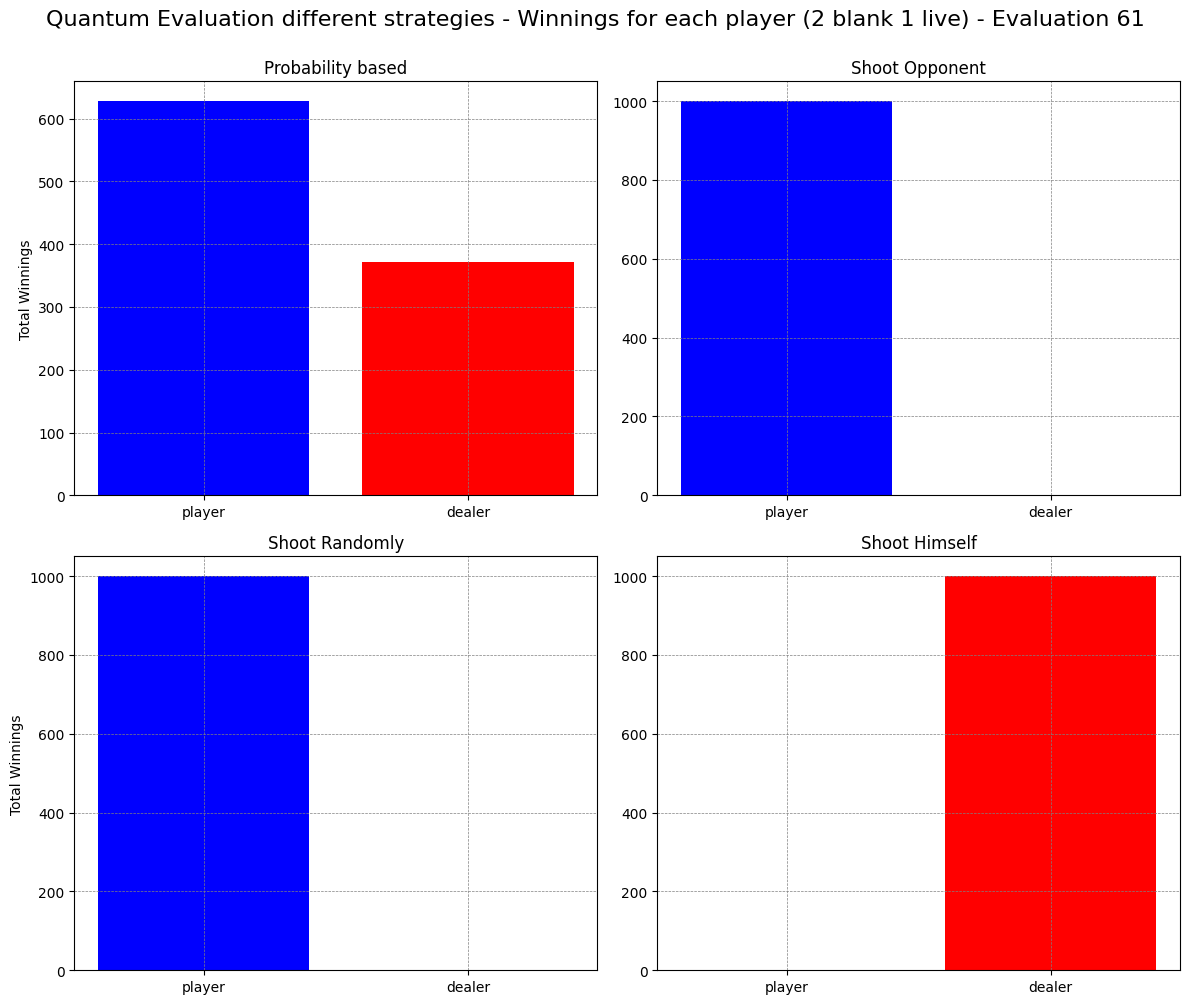 Quantum Evaluation different strategies - Winnings for each player (2 blank 1 live) - Evaluation 61
Probability based
Total Winnings
600
500
400
300
200
100
0
player dealer
Shoot Opponent
1000
800
600
400
200
0
player dealer
Shoot Randomly
Total Winnings
1000
800
600
400
200
0
player dealer
Shoot Himself
1000
800
600
400
200
0
player dealer